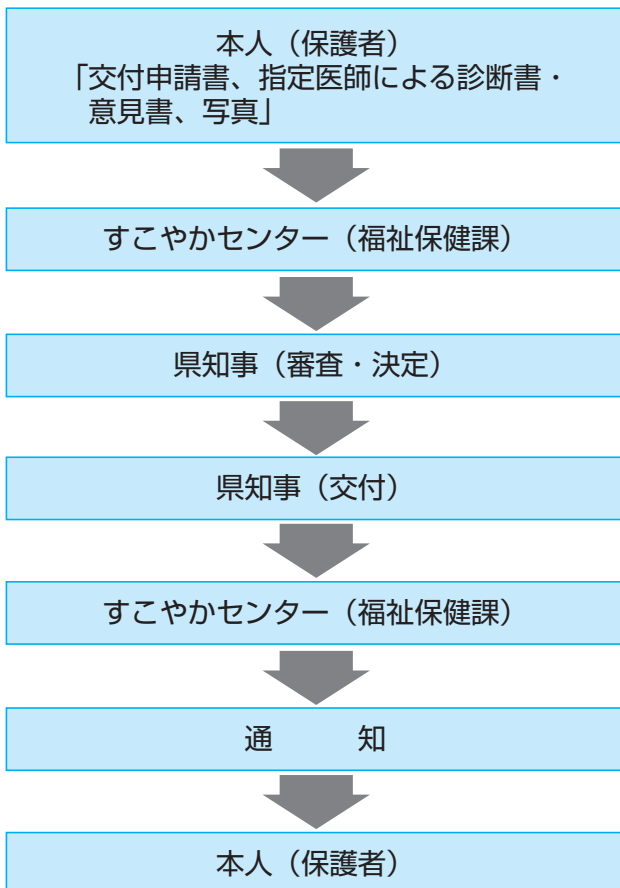 本人（保護者）
「交付申請書、指定医師による診断書・
意見書、写真」
すこやかセンター（福祉保健課）
県知事（審査・決定）
県知事（交付）
すこやかセンター（福祉保健課）
通　　　知
本人（保護者）